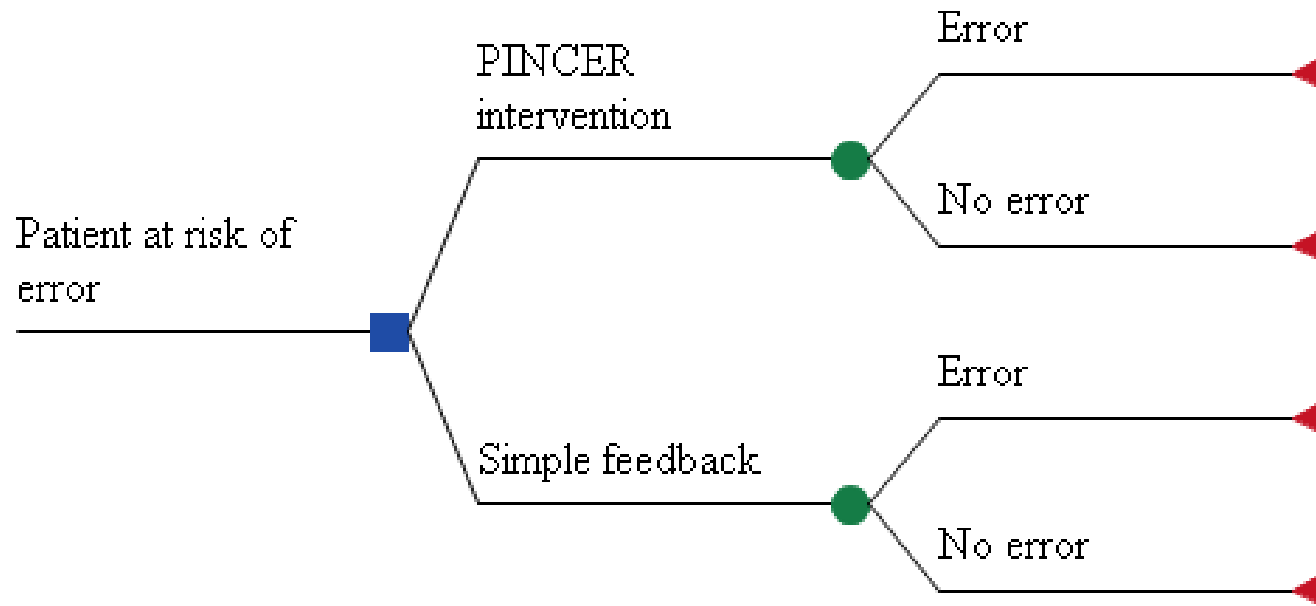 PINCER
intervention
Error
No error
Patient at risk of
error
Simple feedback
Error
No error